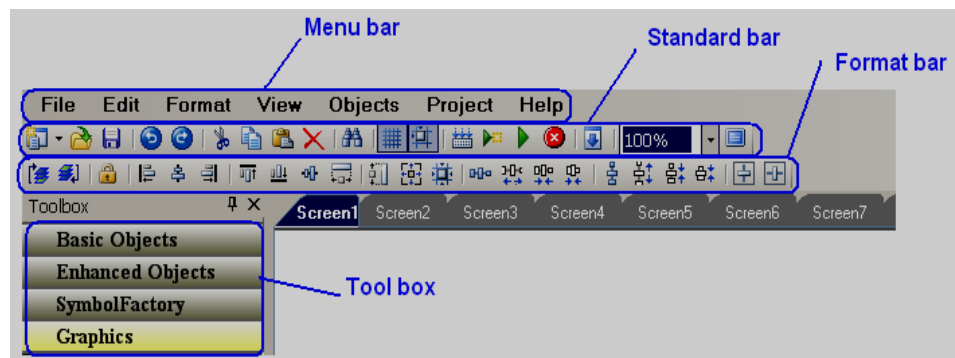 Menu bar
Standard bar
Format bar
File Edit Format View Objects Project Help
100%
Toolbox
Screen1 Screen2 Screen3 Screen4 Screen5 Screen6 Screen7
Basic Objects
Enhanced Objects
SymbolFactory
Graphics
Tool box